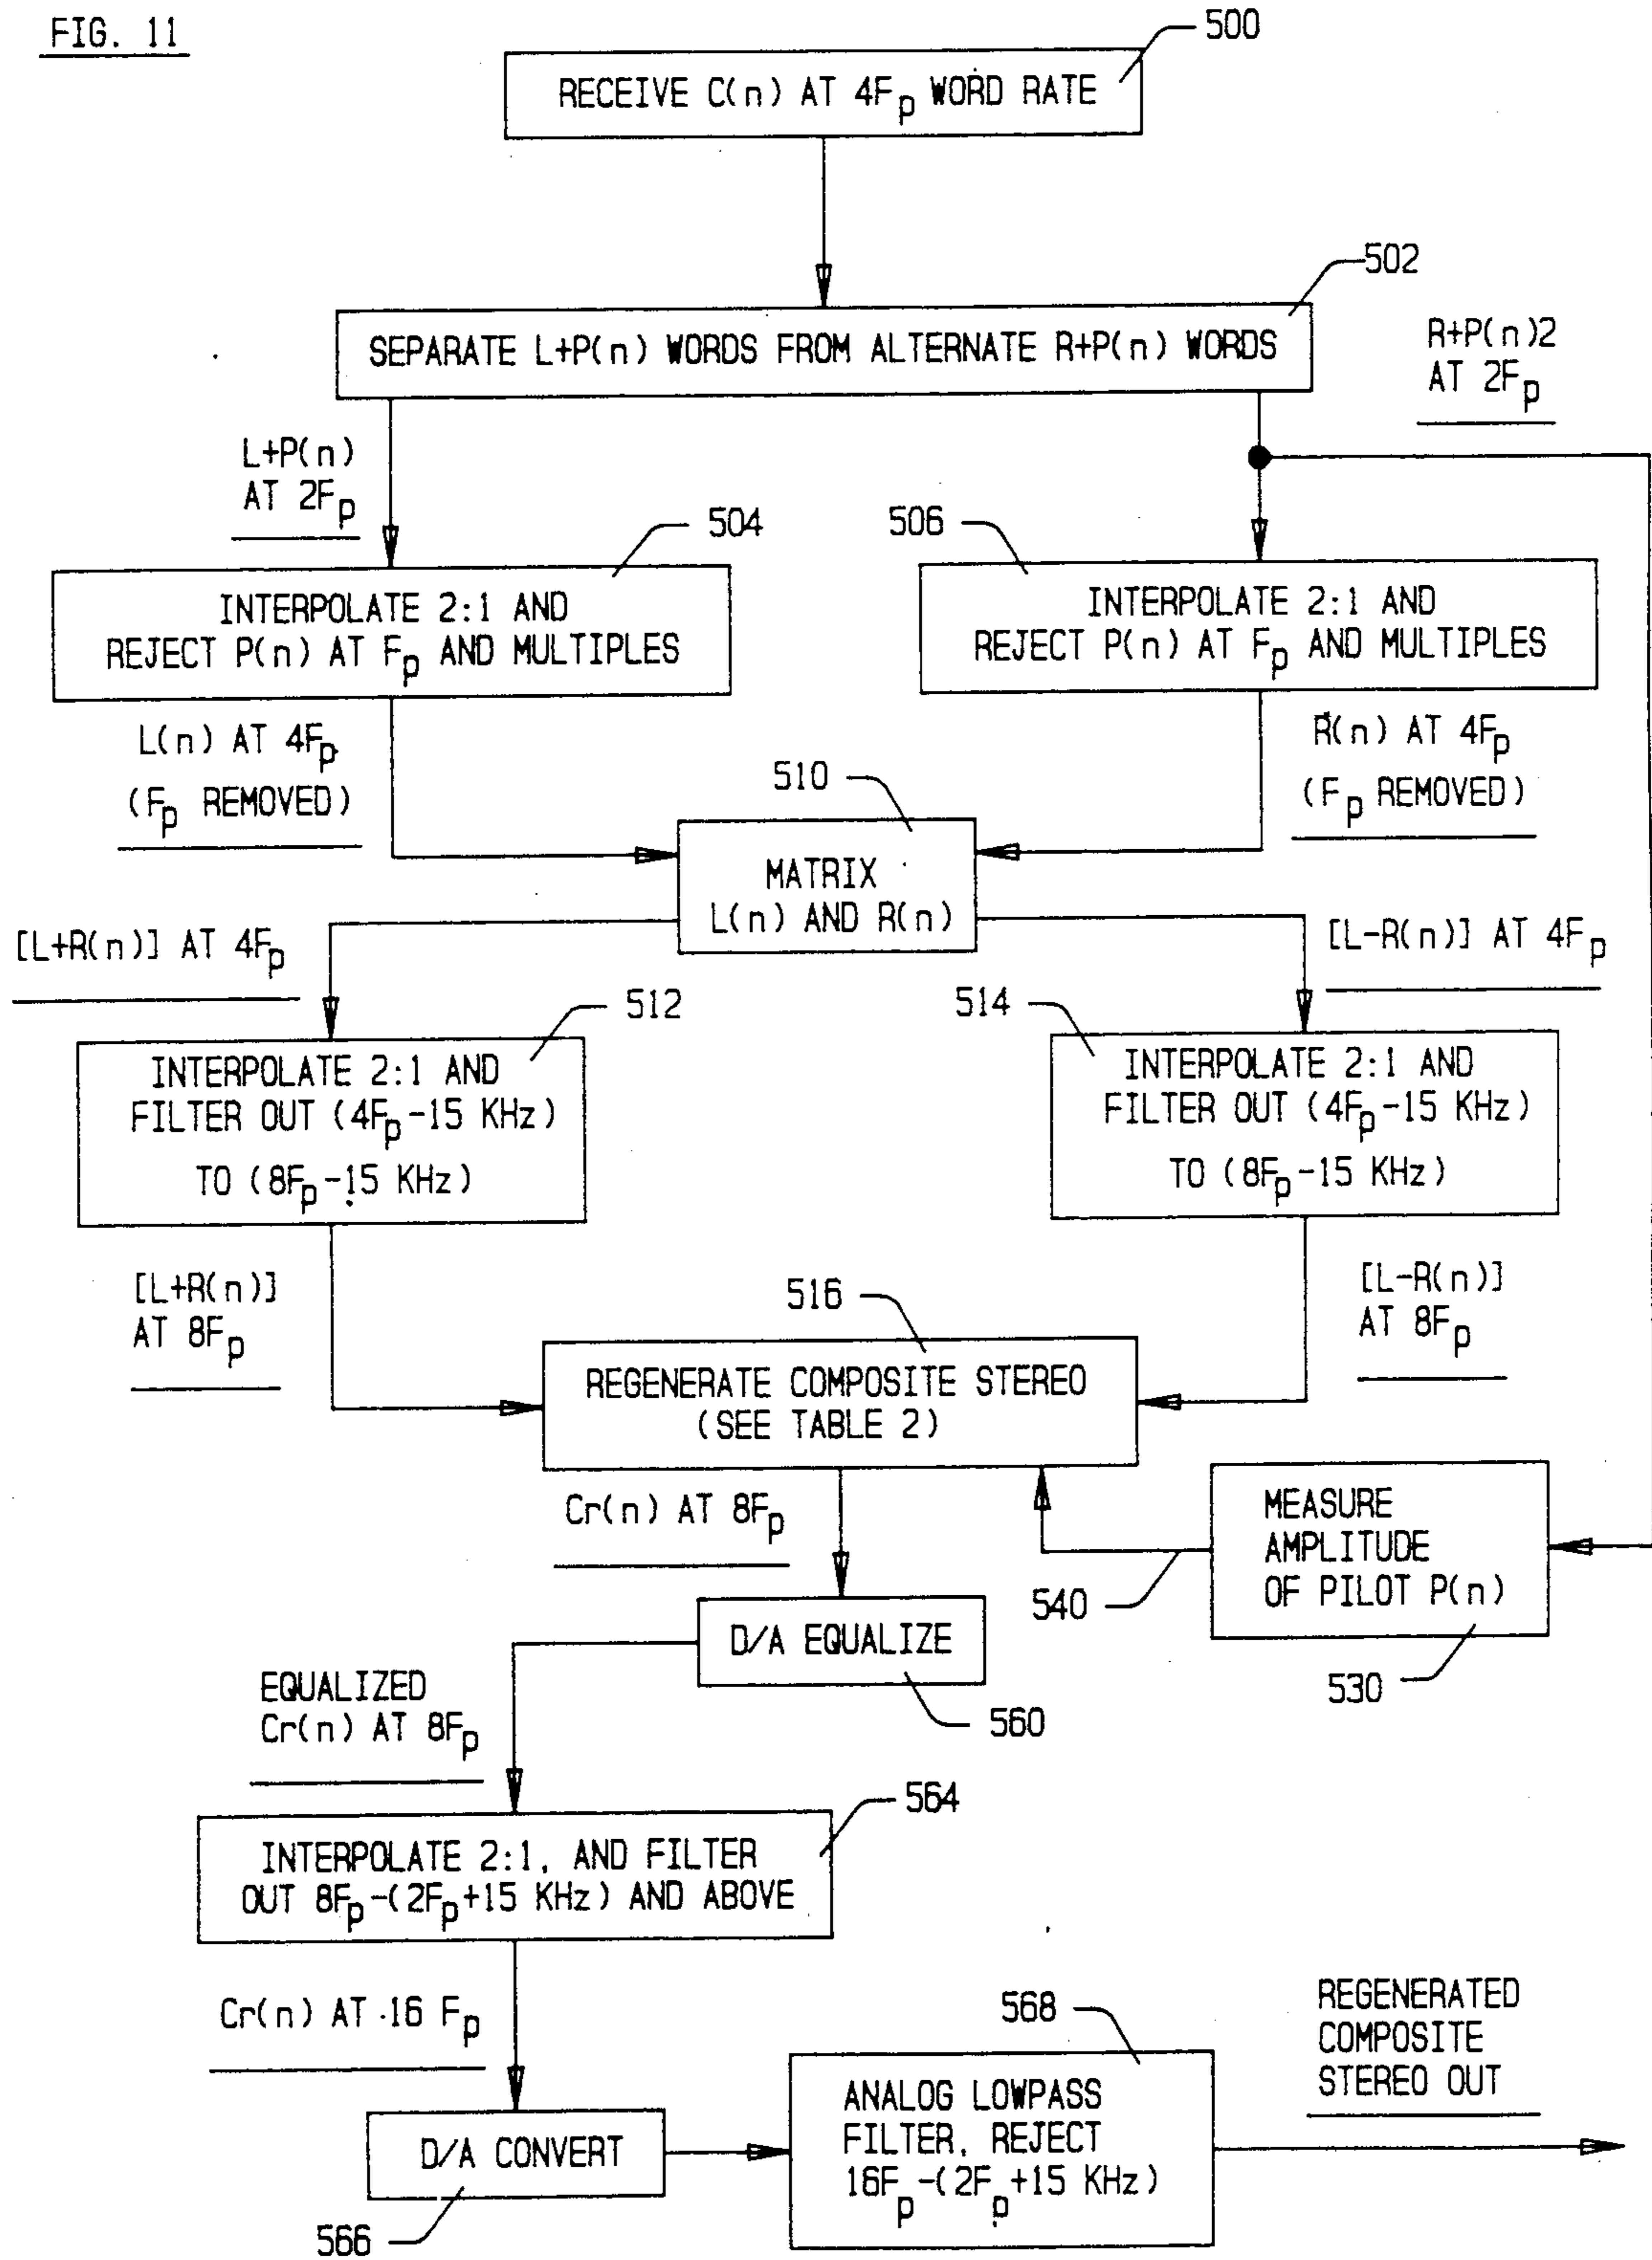 FIG. 11
500
RECEIVE C(n) AT 4Fp WORD RATE
502
SEPARATE L+P(n) WORDS FROM ALTERNATE R+P(n) WORDS
R+P(n)2
AT 2Fp
L+P(n)
AT 2Fp
504
506
INTERPOLATE 2:1 AND
REJECT P(n) AT Fp AND MULTIPLES
INTERPOLATE 2:1 AND
REJECT P(n) AT Fp AND MULTIPLES
L(n) AT 4Fp
(Fp REMOVED)
R(n) AT 4Fp
(Fp REMOVED)
510
MATRIX
L(n) AND R(n)
[L+R(n)] AT 4Fp
[L-R(n)] AT 4Fp
512
514
INTERPOLATE 2:1 AND
FILTER OUT (4Fp-15 KHz)
TO (8Fp-15 KHz)
INTERPOLATE 2:1 AND
FILTER OUT (4Fp-15 KHz)
TO (8Fp-15 KHz)
[L+R(n)]
AT 8Fp
[L-R(n)]
AT 8Fp
516
REGENERATE COMPOSITE STEREO
(SEE TABLE 2)
Cr(n) AT 8Fp
MEASURE
AMPLITUDE
OF PILOT P(n)
540
530
D/A EQUALIZE
560
EQUALIZED
Cr(n) AT 8Fp
564
INTERPOLATE 2:1, AND FILTER
OUT 8Fp-(2Fp+15 KHz) AND ABOVE
Cr(n) AT 16 Fp
568
REGENERATED
COMPOSITE
STEREO OUT
D/A CONVERT
566
ANALOG LOWPASS
FILTER, REJECT
16Fp-(2Fp+15 KHz)